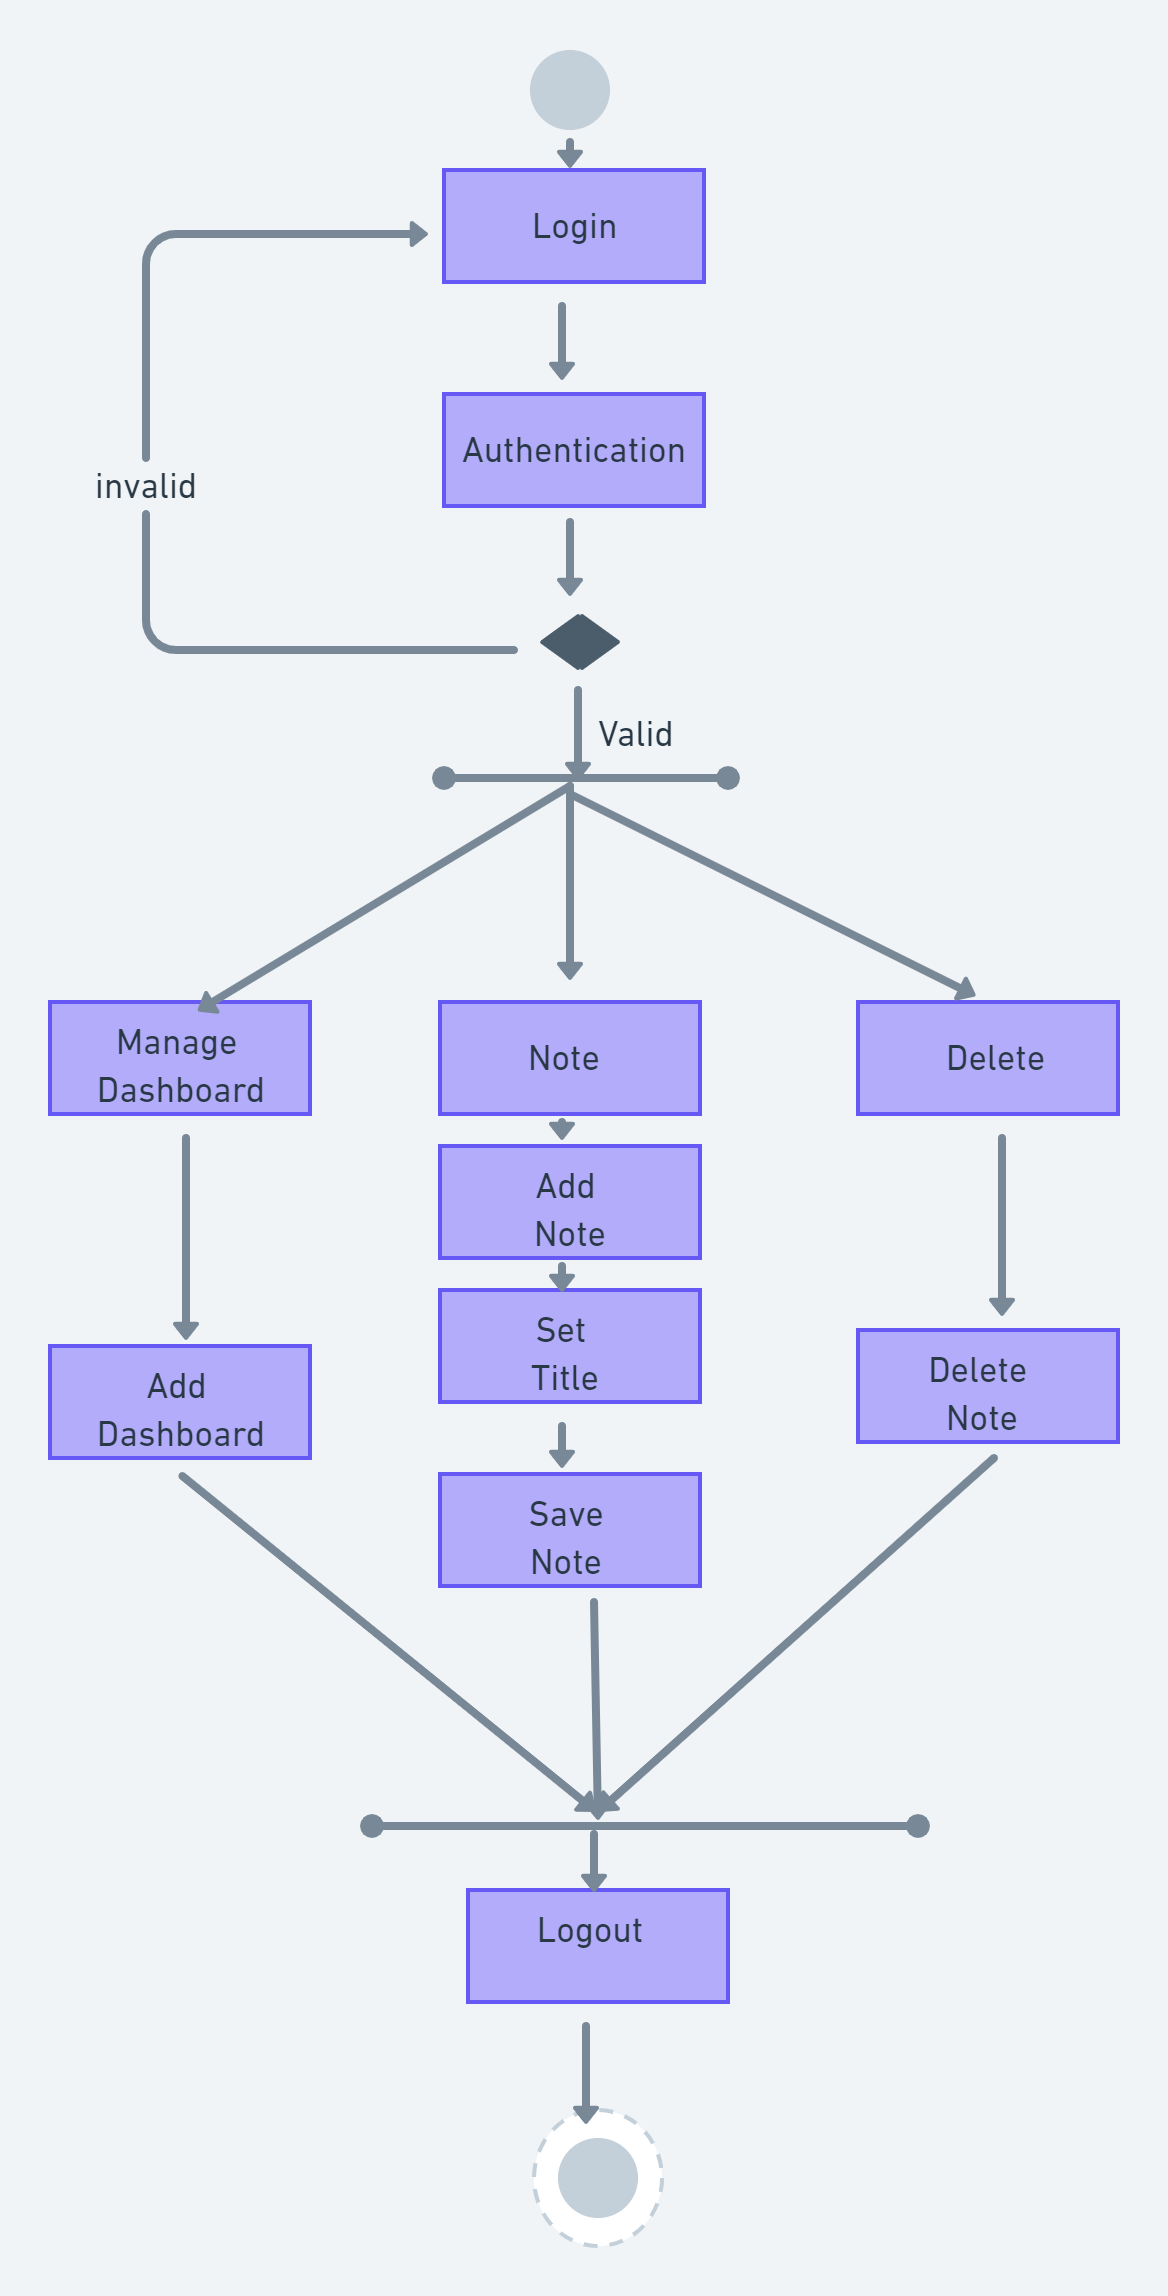 Login
Authentication
invalid
Valid
Manage
Dashboard
Note
Delete
Add
Note
Set
Title
Add
Dashboard
Delete
Note
Save
Note
Logout